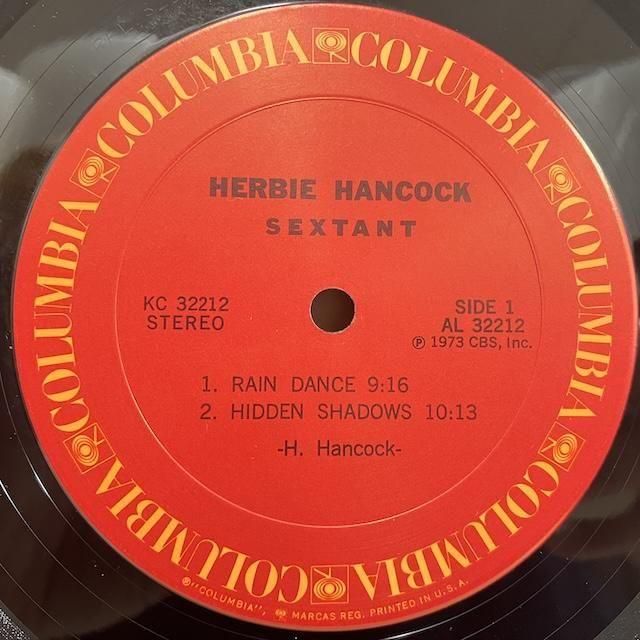 COLUMBIA COLUMBIA COLUMBIA COLUMBIA COLUMBIA COLUMBIA
HERBIE HANCOCK
SEXTANT
KC 32212
STEREO
SIDE 1
AL 32212
℗ 1973 CBS, Inc.
1. RAIN DANCE 9:16
2. HIDDEN SHADOWS 10:13
-H. Hancock-
®"COLUMBIA", MARCAS REG. PRINTED IN U.S.A.